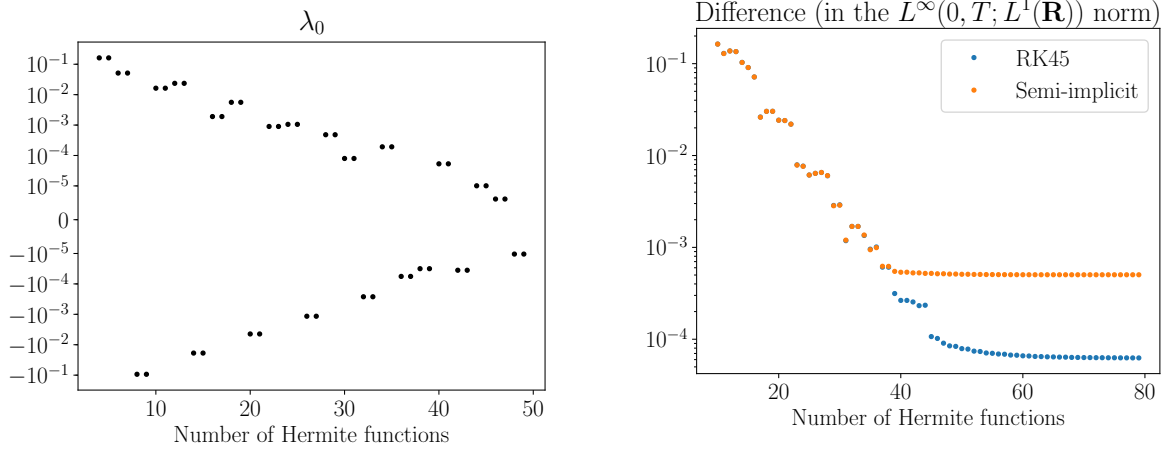 λ₀
10⁻¹
10⁻²
10⁻³
10⁻⁴
10⁻⁵
0
−10⁻⁵
−10⁻⁴
−10⁻³
−10⁻²
−10⁻¹
10 20 30 40 50
Number of Hermite functions
Difference (in the L^∞(0, T; L¹(𝐑)) norm)
RK45
Semi-implicit
10⁻¹
10⁻²
10⁻³
10⁻⁴
20 40 60 80
Number of Hermite functions